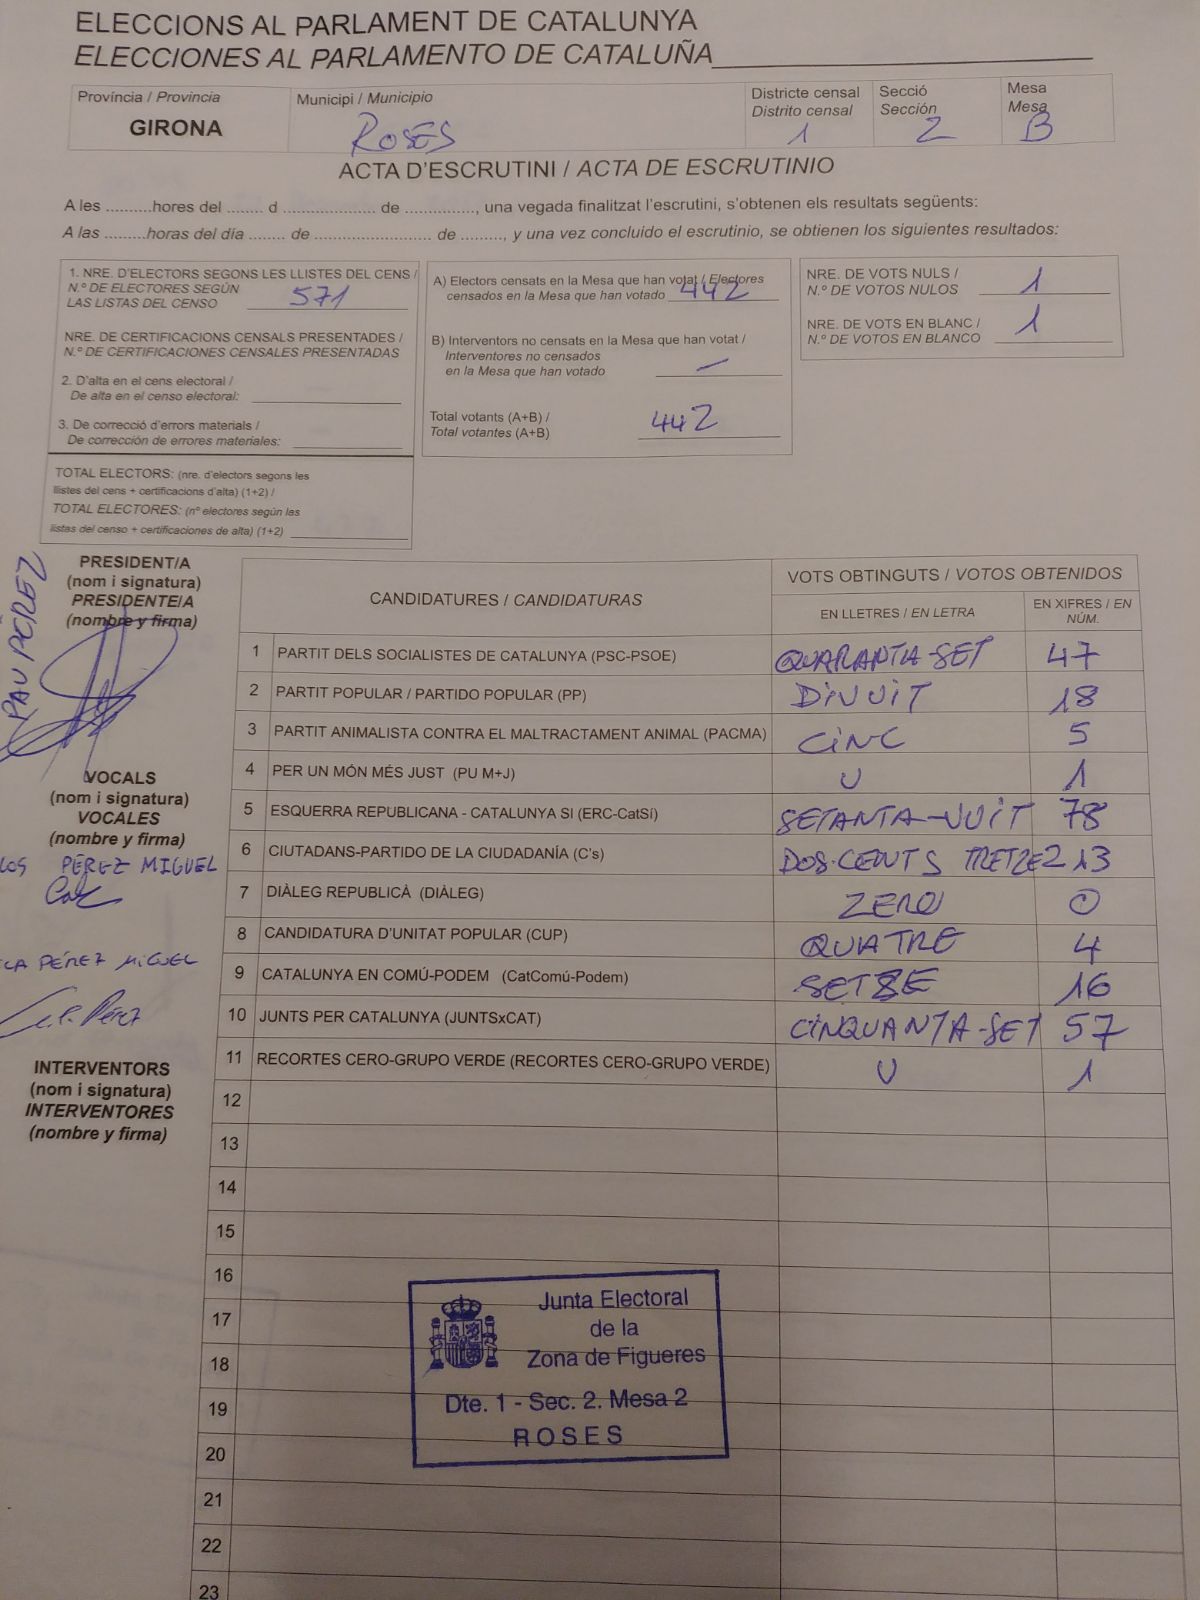 ELECCIONS AL PARLAMENT DE CATALUNYA
ELECCIONES AL PARLAMENTO DE CATALUÑA
Província / Provincia
GIRONA
Municipi / Municipio
ROSES
Districte censal
Distrito censal
1
Secció
Sección
2
Mesa
Mesa
B
ACTA D'ESCRUTINI / ACTA DE ESCRUTINIO
A les ..........hores del ........ d .................... de ..............., una vegada finalitzat l'escrutini, s'obtenen els resultats següents:
A las .........horas del día ........ de ......................... de ........., y una vez concluído el escrutinio, se obtienen los siguientes resultados:
1. NRE. D'ELECTORS SEGONS LES LLISTES DEL CENS /
N.º DE ELECTORES SEGÚN
LAS LISTAS DEL CENSO 571
NRE. DE CERTIFICACIONS CENSALS PRESENTADES /
N.º DE CERTIFICACIONES CENSALES PRESENTADAS
2. D'alta en el cens electoral /
De alta en el censo electoral:
3. De correcció d'errors materials /
De corrección de errores materiales:
TOTAL ELECTORS: (nre. d'electors segons les
llistes del cens + certificacions d'alta) (1+2) /
TOTAL ELECTORES: (nº electores según las
listas del censo + certificaciones de alta) (1+2)
A) Electors censats en la Mesa que han votat / Electores
censados en la Mesa que han votado 442
B) Interventors no censats en la Mesa que han votat /
Interventores no censados
en la Mesa que han votado —
Total votants (A+B) /
Total votantes (A+B) 442
NRE. DE VOTS NULS /
N.º DE VOTOS NULOS 1
NRE. DE VOTS EN BLANC /
N.º DE VOTOS EN BLANCO 1
PRESIDENT/A
(nom i signatura)
PRESIDENTE/A
(nombre y firma)
PAU PÉREZ
VOCALS
(nom i signatura)
VOCALES
(nombre y firma)
LOS PÉREZ MIGUEL
LA PÉREZ MIGUEL
INTERVENTORS
(nom i signatura)
INTERVENTORES
(nombre y firma)
CANDIDATURES / CANDIDATURAS
VOTS OBTINGUTS / VOTOS OBTENIDOS
EN LLETRES / EN LETRA
EN XIFRES / EN
NÚM.
1 PARTIT DELS SOCIALISTES DE CATALUNYA (PSC-PSOE) QUARANTA-SET 47
2 PARTIT POPULAR / PARTIDO POPULAR (PP) DIVUIT 18
3 PARTIT ANIMALISTA CONTRA EL MALTRACTAMENT ANIMAL (PACMA) CINC 5
4 PER UN MÓN MÉS JUST (PU M+J) U 1
5 ESQUERRA REPUBLICANA - CATALUNYA SI (ERC-CatSí) SETANTA-VUIT 78
6 CIUTADANS-PARTIDO DE LA CIUDADANÍA (C's) DOS-CENTS TRETZE 213
7 DIÀLEG REPUBLICÀ (DIÀLEG) ZERO 0
8 CANDIDATURA D'UNITAT POPULAR (CUP) QUATRE 4
9 CATALUNYA EN COMÚ-PODEM (CatComú-Podem) SETZE 16
10 JUNTS PER CATALUNYA (JUNTSxCAT) CINQUANTA-SET 57
11 RECORTES CERO-GRUPO VERDE (RECORTES CERO-GRUPO VERDE) U 1
12
13
14
15
16
17
18
19
20
21
22
23
Junta Electoral
de la
Zona de Figueres
Dte. 1 - Sec. 2. Mesa 2
ROSES